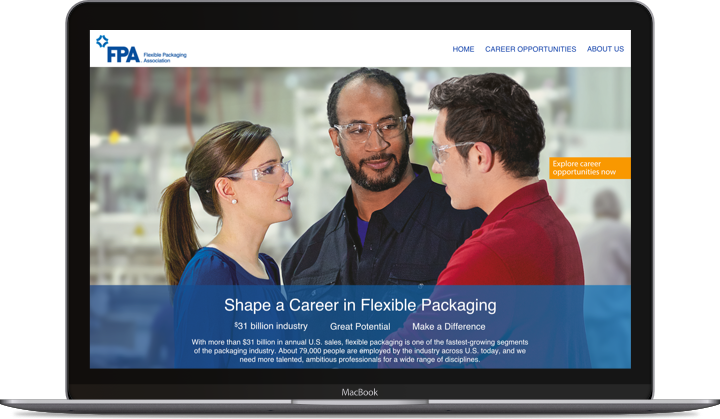 FPA Flexible Packaging
Association
HOME CAREER OPPORTUNITIES ABOUT US
Explore career
opportunities now
Shape a Career in Flexible Packaging
$31 billion industry Great Potential Make a Difference
With more than $31 billion in annual U.S. sales, flexible packaging is one of the fastest-growing segments
of the packaging industry. About 79,000 people are employed by the industry across U.S. today, and we
need more talented, ambitious professionals for a wide range of disciplines.
MacBook